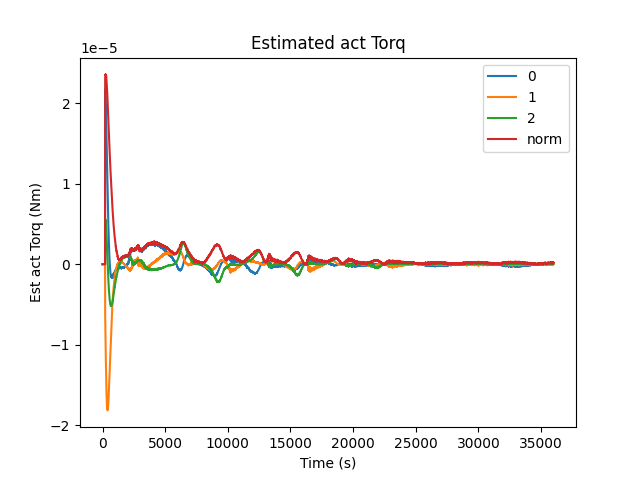 Estimated act Torq
1e−5
0
1
2
norm
2
1
0
−1
−2
Est act Torq (Nm)
0 5000 10000 15000 20000 25000 30000 35000
Time (s)